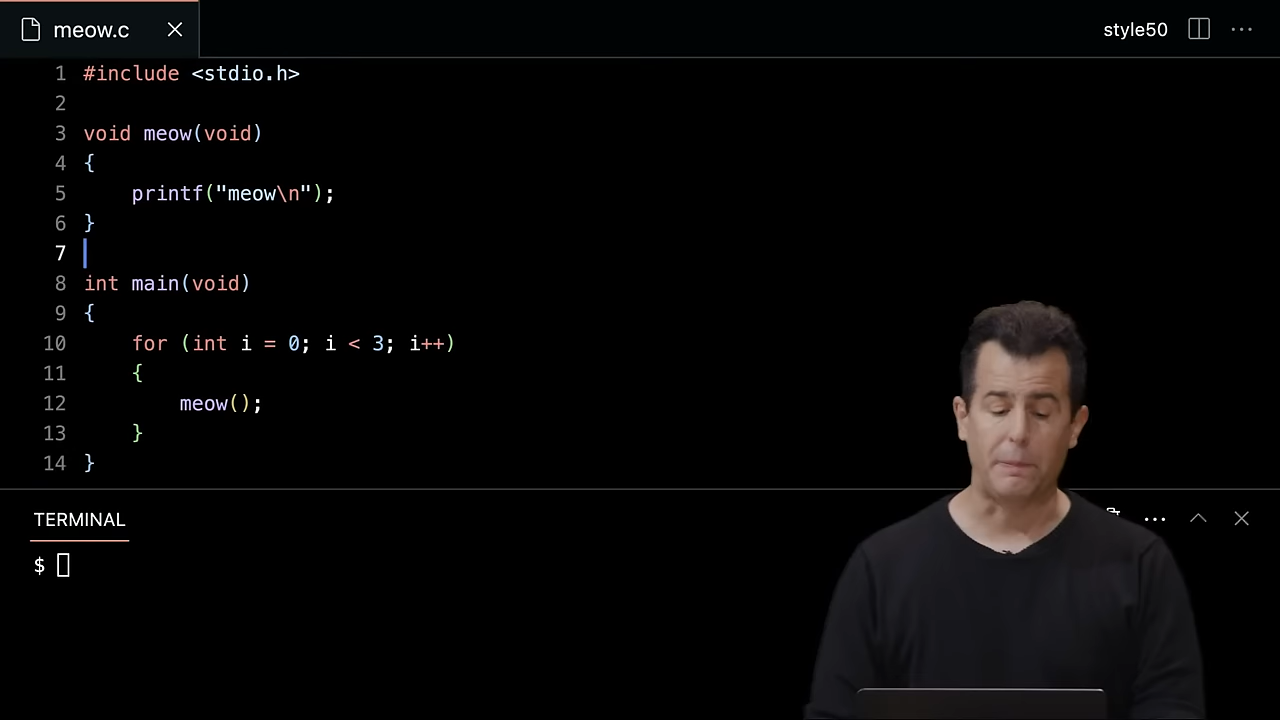 meow.c
style50
1 #include <stdio.h>
2
3 void meow(void)
4 {
5     printf("meow\n");
6 }
7
8 int main(void)
9 {
10     for (int i = 0; i < 3; i++)
11     {
12         meow();
13     }
14 }
TERMINAL
$